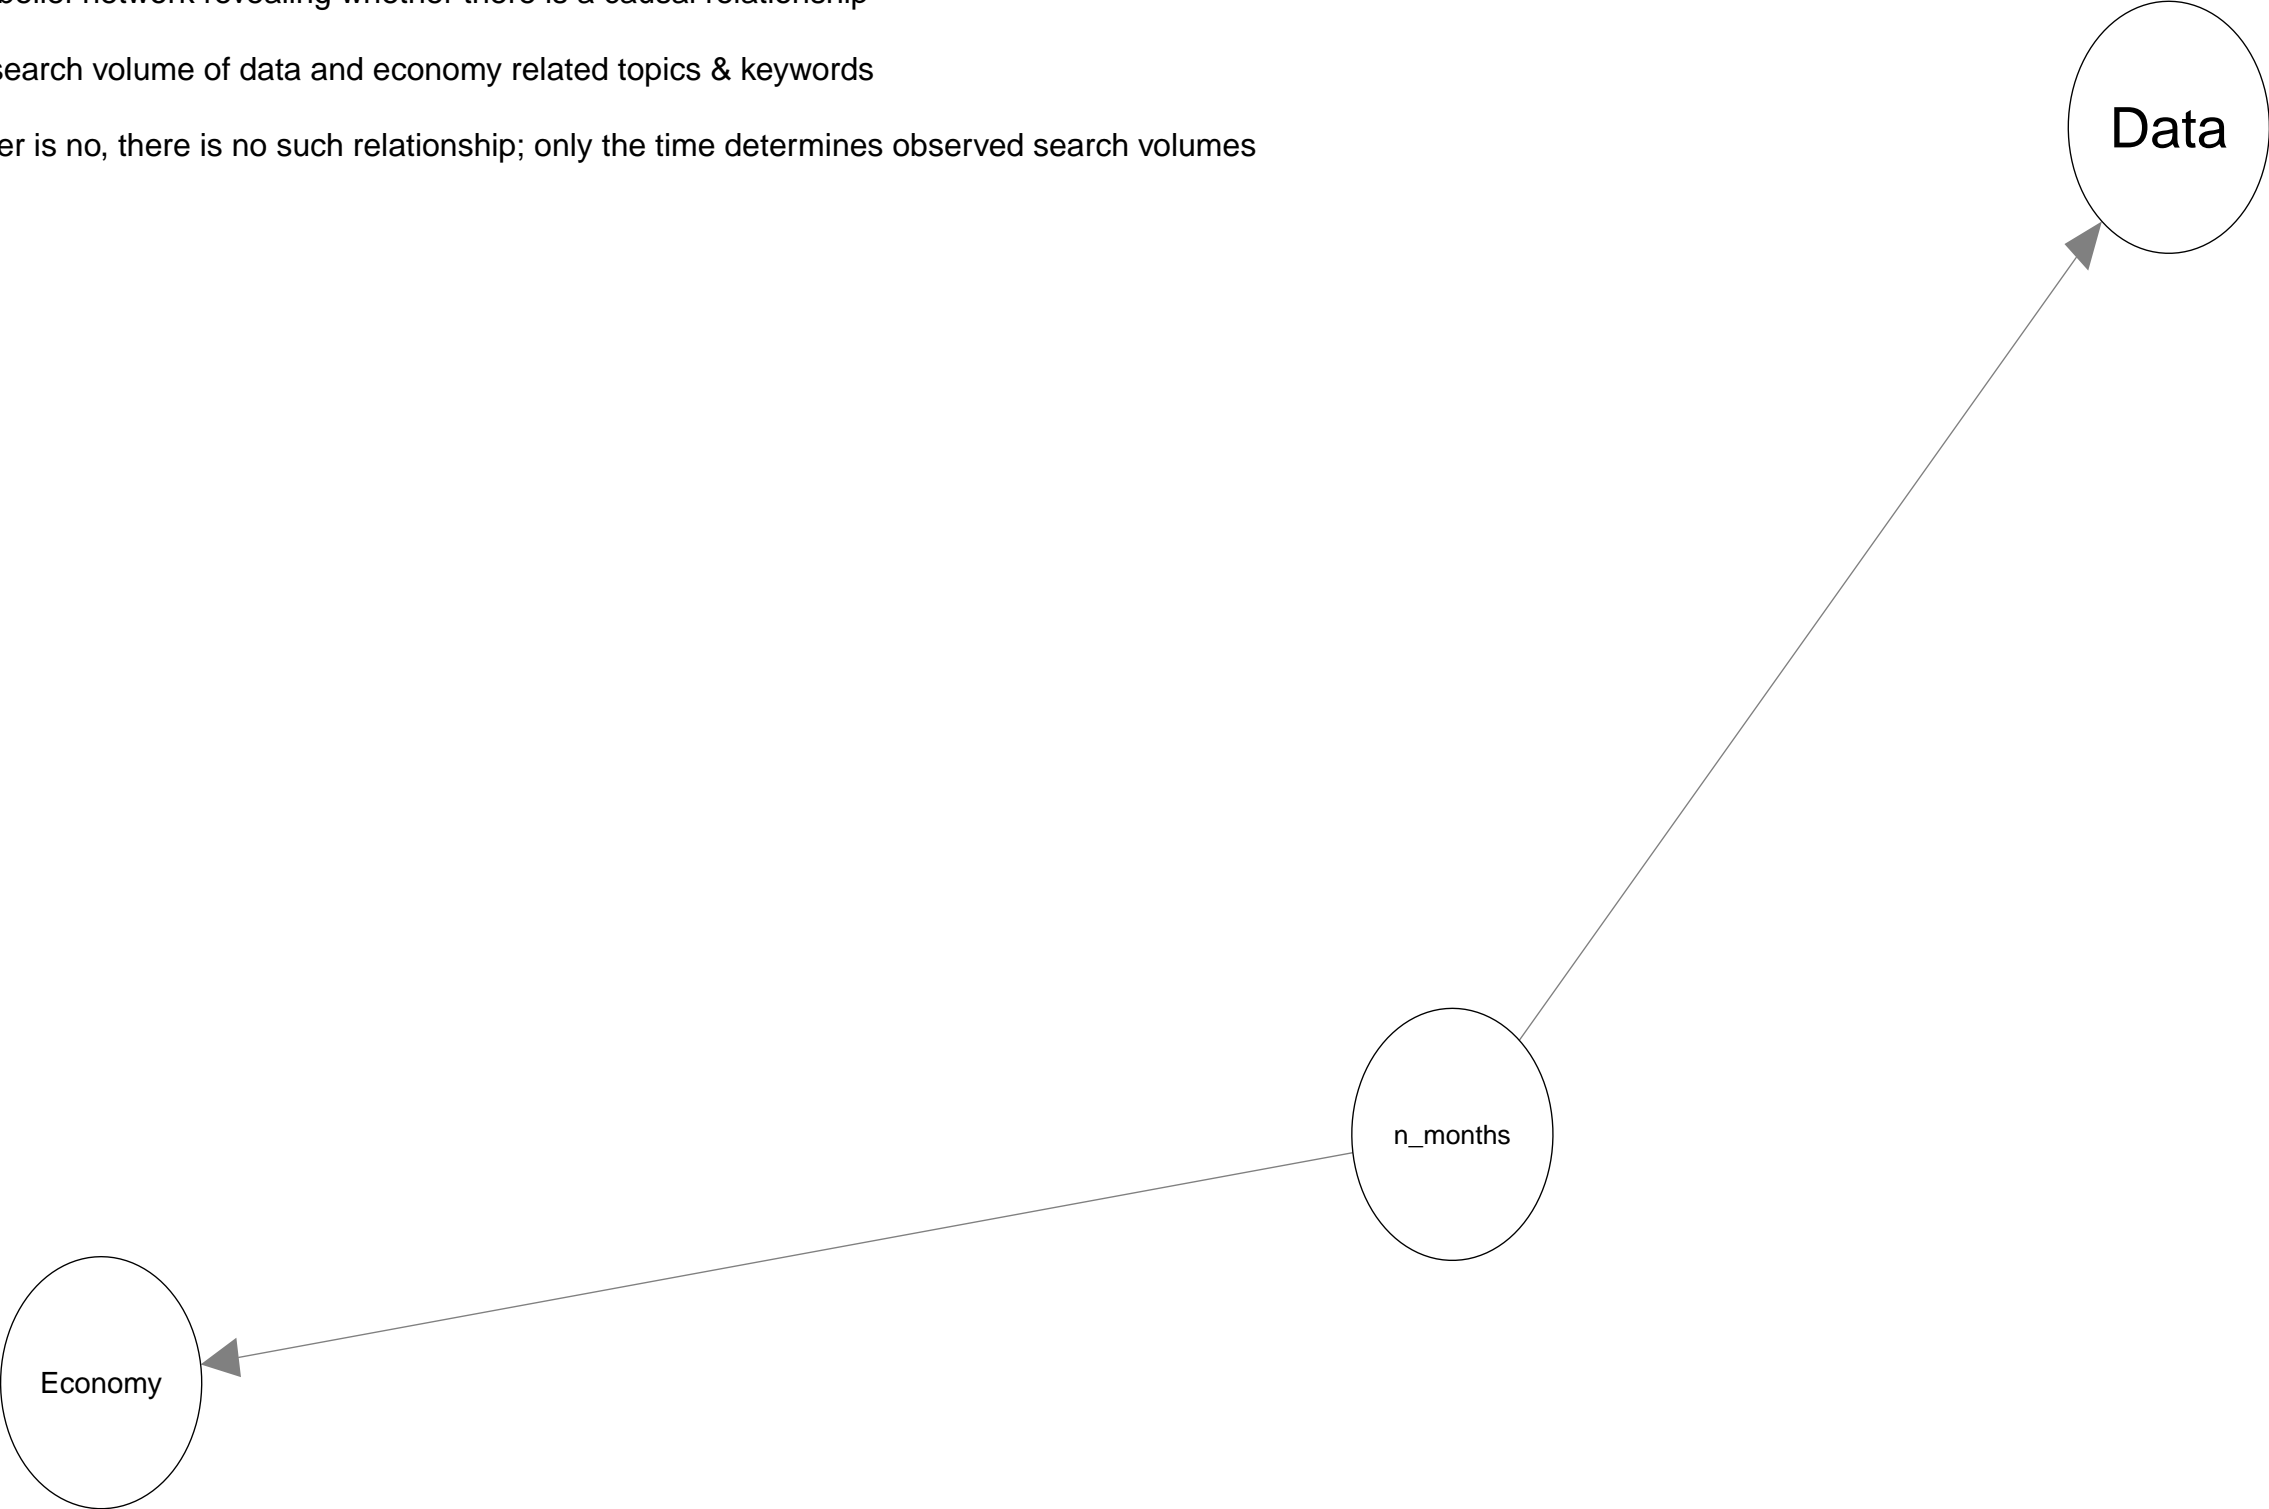 belief network revealing whether there is a causal relationship
search volume of data and economy related topics & keywords
er is no, there is no such relationship; only the time determines observed search volumes
Data
n_months
Economy